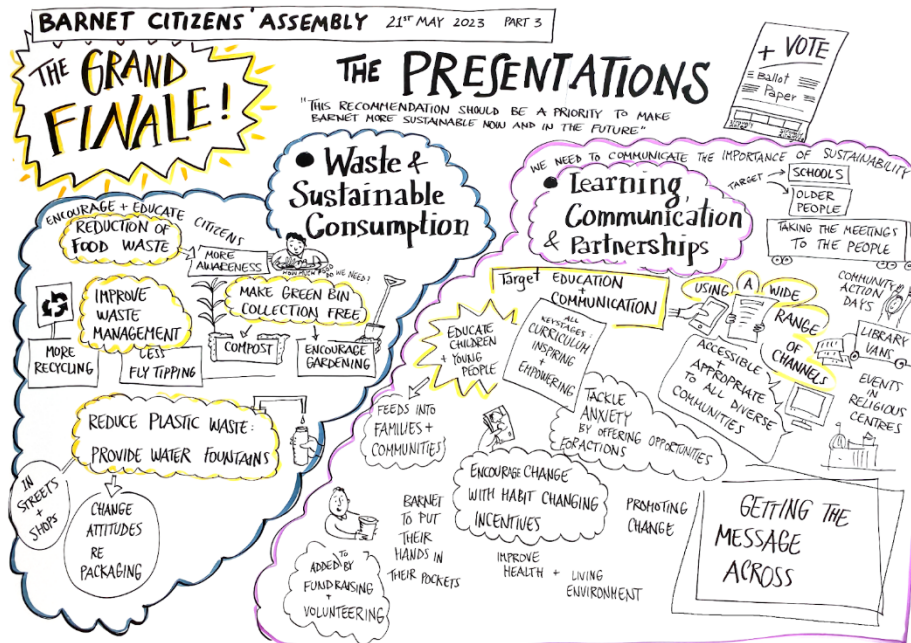 BARNET CITIZENS' ASSEMBLY 21ST MAY 2023 PART 3
THE GRAND
FINALE!
THE PRESENTATIONS
"THIS RECOMMENDATION SHOULD BE A PRIORITY TO MAKE
BARNET MORE SUSTAINABLE NOW AND IN THE FUTURE"
+ VOTE
Ballot
Paper
• Waste &
Sustainable
Consumption
ENCOURAGE + EDUCATE CITIZENS
REDUCTION OF
FOOD WASTE
MORE
AWARENESS
HOW MUCH FOOD
DO WE NEED?
IMPROVE
WASTE
MANAGEMENT
MAKE GREEN BIN
COLLECTION FREE
MORE
RECYCLING
LESS
FLY TIPPING
COMPOST
ENCOURAGE
GARDENING
REDUCE PLASTIC WASTE:
PROVIDE WATER FOUNTAINS
IN
STREETS
+
SHOPS
CHANGE
ATTITUDES
RE
PACKAGING
WE NEED TO COMMUNICATE THE IMPORTANCE OF SUSTAINABILITY
• Learning,
Communication
& Partnerships
TARGET
SCHOOLS
OLDER
PEOPLE
TAKING THE MEETINGS
TO THE PEOPLE
Target EDUCATION
+
COMMUNICATION
USING A WIDE
RANGE
OF
CHANNELS
COMMUNITY
ACTION
DAYS
LIBRARY
VANS
EVENTS
IN
RELIGIOUS
CENTRES
EDUCATE
CHILDREN
+ YOUNG
PEOPLE
ALL
KEYSTAGES:
CURRICULUM
INSPIRING
+
EMPOWERING
ACCESSIBLE
+
APPROPRIATE
TO ALL DIVERSE
COMMUNITIES
FEEDS INTO
FAMILIES +
COMMUNITIES
TACKLE
ANXIETY
BY OFFERING OPPORTUNITIES
FOR ACTIONS
ENCOURAGE CHANGE
WITH HABIT CHANGING
INCENTIVES
BARNET
TO PUT
THEIR
HANDS IN
THEIR POCKETS
PROMOTING
CHANGE
ADDED TO BY
FUNDRAISING
+
VOLUNTEERING
IMPROVE
HEALTH + LIVING
ENVIRONMENT
GETTING THE
MESSAGE
ACROSS